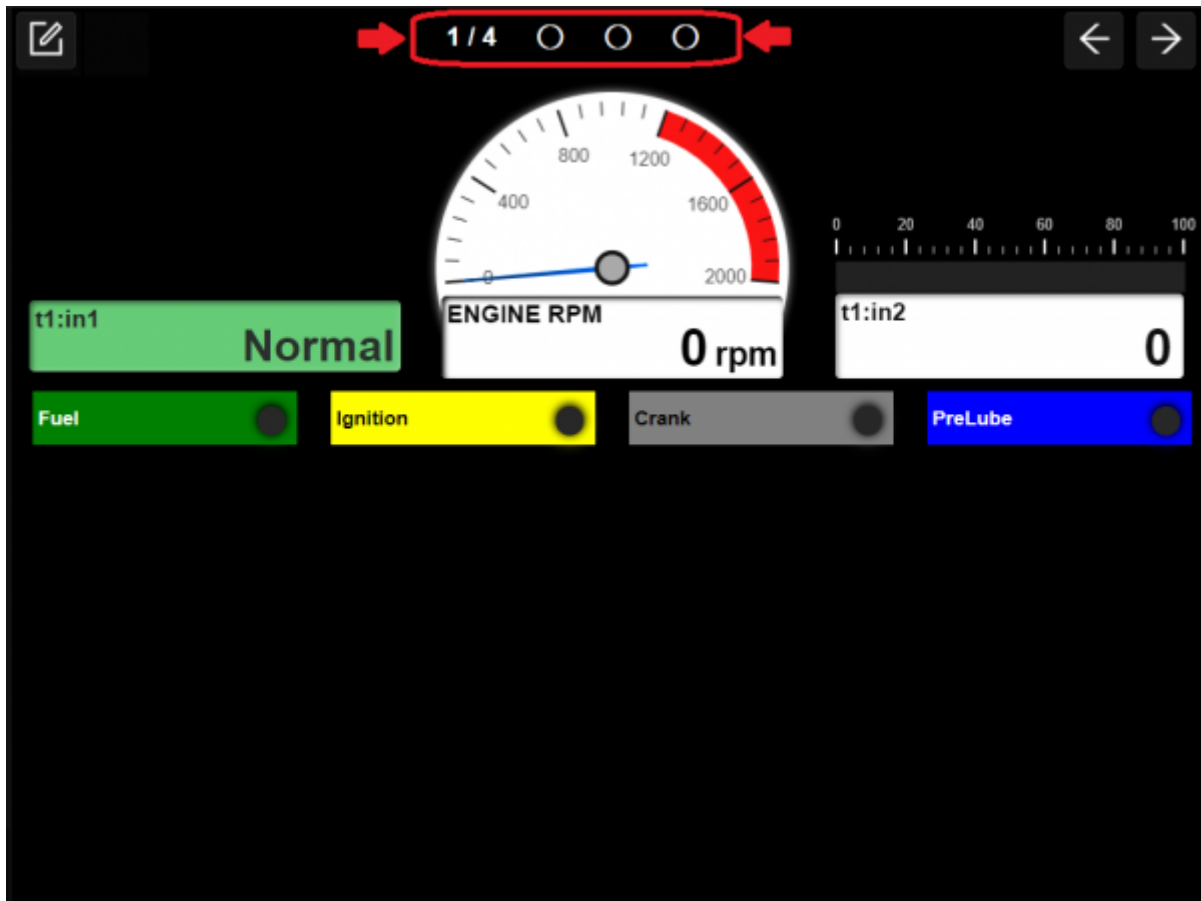 1 / 4
800 1200
400 1600
0 2000
0 20 40 60 80 100
t1:in1
Normal
ENGINE RPM
0 rpm
t1:in2
0
Fuel
Ignition
Crank
PreLube